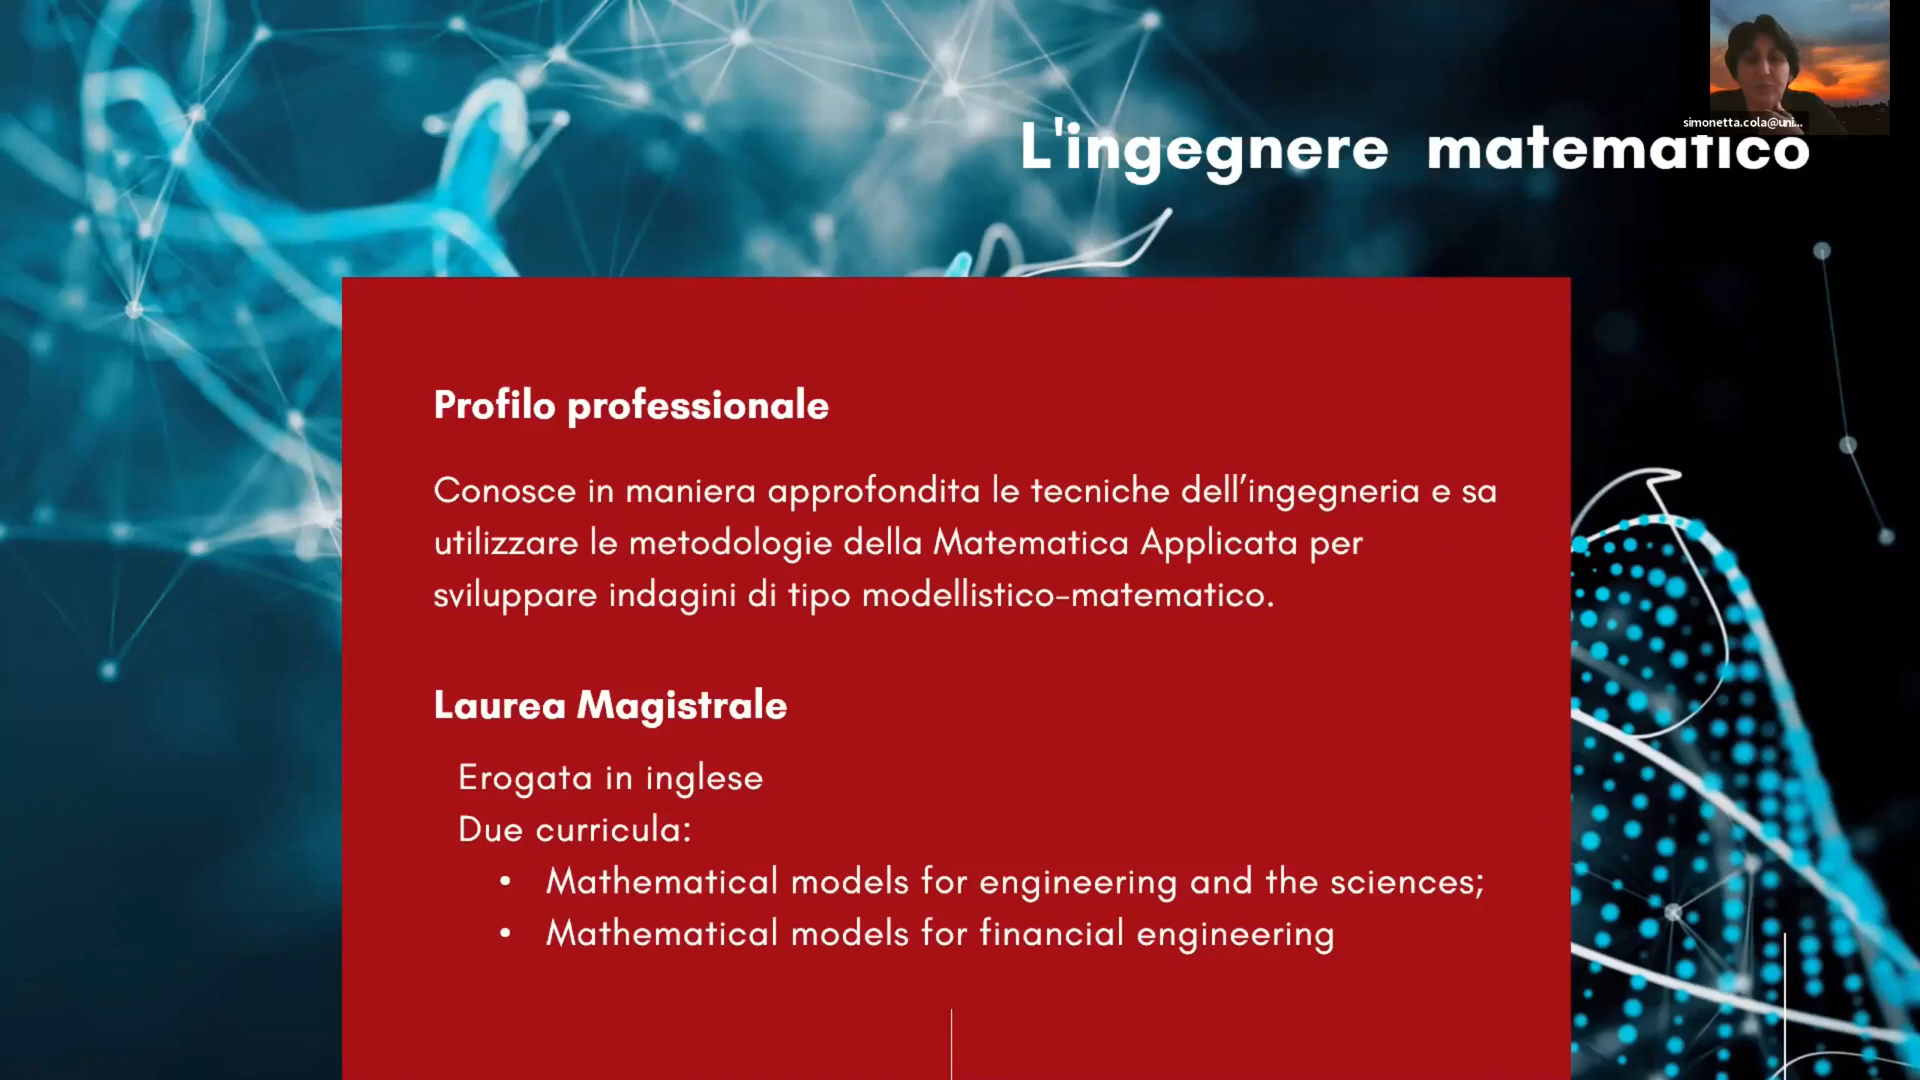 simonetta.cola@uni...
L'ingegnere matematico
Profilo professionale
Conosce in maniera approfondita le tecniche dell’ingegneria e sa
utilizzare le metodologie della Matematica Applicata per
sviluppare indagini di tipo modellistico-matematico.
Laurea Magistrale
Erogata in inglese
Due curricula:
• Mathematical models for engineering and the sciences;
• Mathematical models for financial engineering